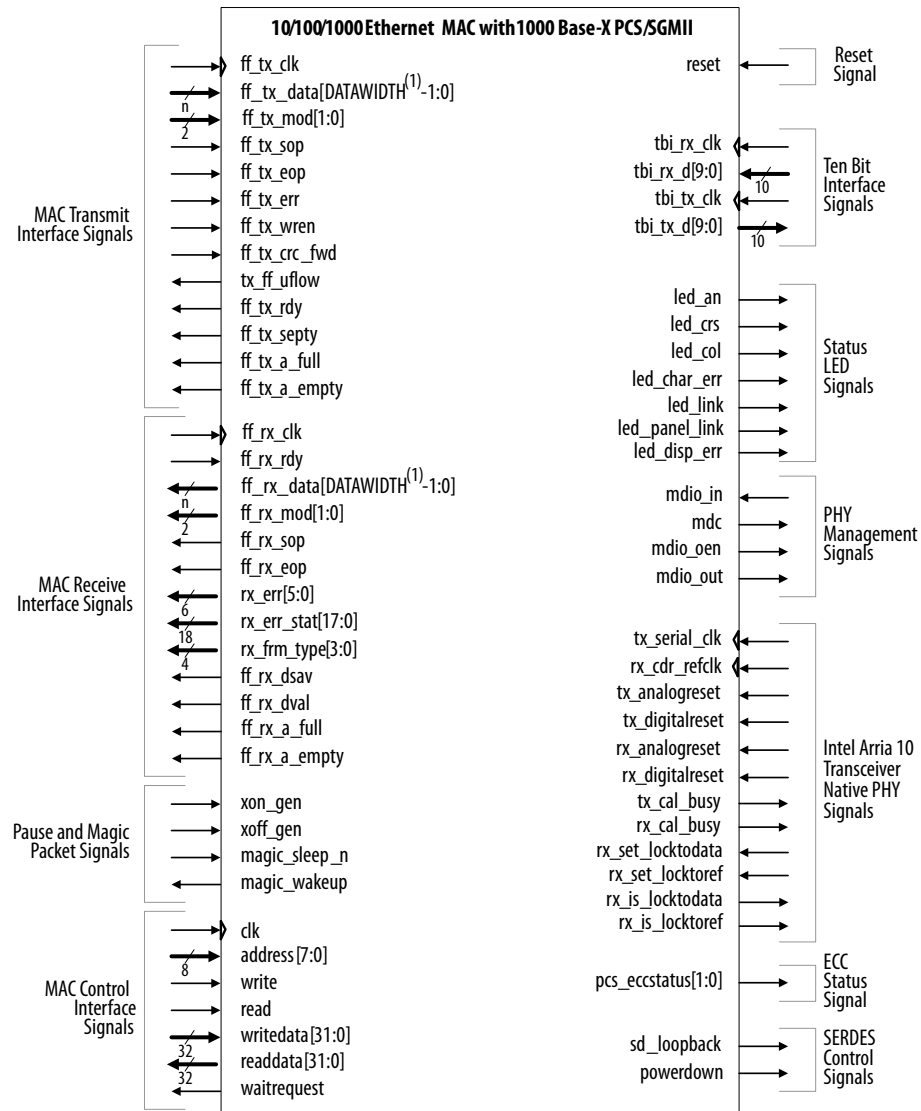 10/100/1000 Ethernet MAC with 1000 Base-X PCS/SGMII
MAC Transmit
Interface Signals
ff_tx_clk
ff_tx_data[DATAWIDTH(1)-1:0]
n
ff_tx_mod[1:0]
2
ff_tx_sop
ff_tx_eop
ff_tx_err
ff_tx_wren
ff_tx_crc_fwd
tx_ff_uflow
ff_tx_rdy
ff_tx_septy
ff_tx_a_full
ff_tx_a_empty
MAC Receive
Interface Signals
ff_rx_clk
ff_rx_rdy
ff_rx_data[DATAWIDTH(1)-1:0]
n
ff_rx_mod[1:0]
2
ff_rx_sop
ff_rx_eop
rx_err[5:0]
6
rx_err_stat[17:0]
18
rx_frm_type[3:0]
4
ff_rx_dsav
ff_rx_dval
ff_rx_a_full
ff_rx_a_empty
Pause and Magic
Packet Signals
xon_gen
xoff_gen
magic_sleep_n
magic_wakeup
MAC Control
Interface
Signals
clk
address[7:0]
8
write
read
writedata[31:0]
32
readdata[31:0]
32
waitrequest
reset
Reset
Signal
tbi_rx_clk
tbi_rx_d[9:0]
10
tbi_tx_clk
tbi_tx_d[9:0]
10
Ten Bit
Interface
Signals
led_an
led_crs
led_col
led_char_err
led_link
led_panel_link
led_disp_err
Status
LED
Signals
mdio_in
mdc
mdio_oen
mdio_out
PHY
Management
Signals
tx_serial_clk
rx_cdr_refclk
tx_analogreset
tx_digitalreset
rx_analogreset
rx_digitalreset
tx_cal_busy
rx_cal_busy
rx_set_locktodata
rx_set_locktoref
rx_is_locktodata
rx_is_locktoref
Intel Arria 10
Transceiver
Native PHY
Signals
pcs_eccstatus[1:0]
ECC
Status
Signal
sd_loopback
powerdown
SERDES
Control
Signals